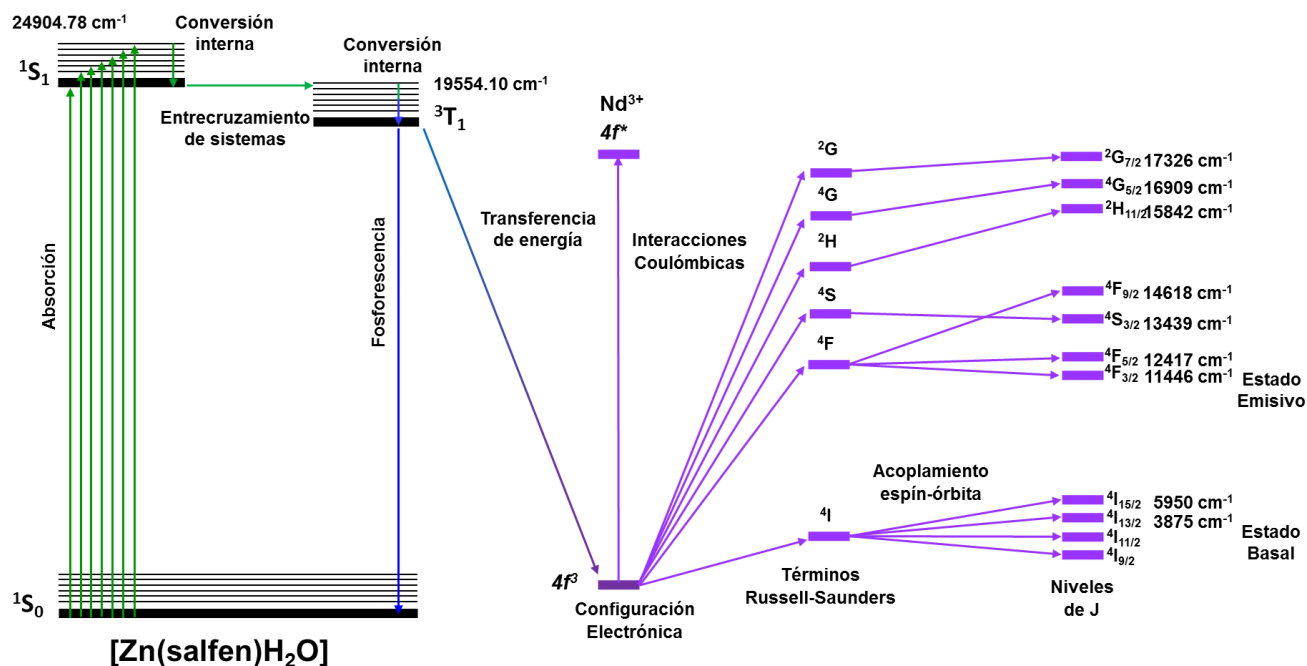 24904.78 cm⁻¹
Conversión
interna
¹S₁
Entrecruzamiento
de sistemas
Conversión
interna
19554.10 cm⁻¹
³T₁
Absorción
Fosforescencia
Transferencia
de energía
¹S₀
[Zn(salfen)H₂O]
Nd³⁺
4f*
Interacciones
Coulómbicas
4f³
Configuración
Electrónica
²G
⁴G
²H
⁴S
⁴F
⁴I
Términos
Russell-Saunders
Acoplamiento
espín-órbita
²G₇/₂ 17326 cm⁻¹
⁴G₅/₂ 16909 cm⁻¹
²H₁₁/₂ 15842 cm⁻¹
⁴F₉/₂ 14618 cm⁻¹
⁴S₃/₂ 13439 cm⁻¹
⁴F₅/₂ 12417 cm⁻¹
⁴F₃/₂ 11446 cm⁻¹
Estado
Emisivo
⁴I₁₅/₂ 5950 cm⁻¹
⁴I₁₃/₂ 3875 cm⁻¹
⁴I₁₁/₂
⁴I₉/₂
Estado
Basal
Niveles
de J